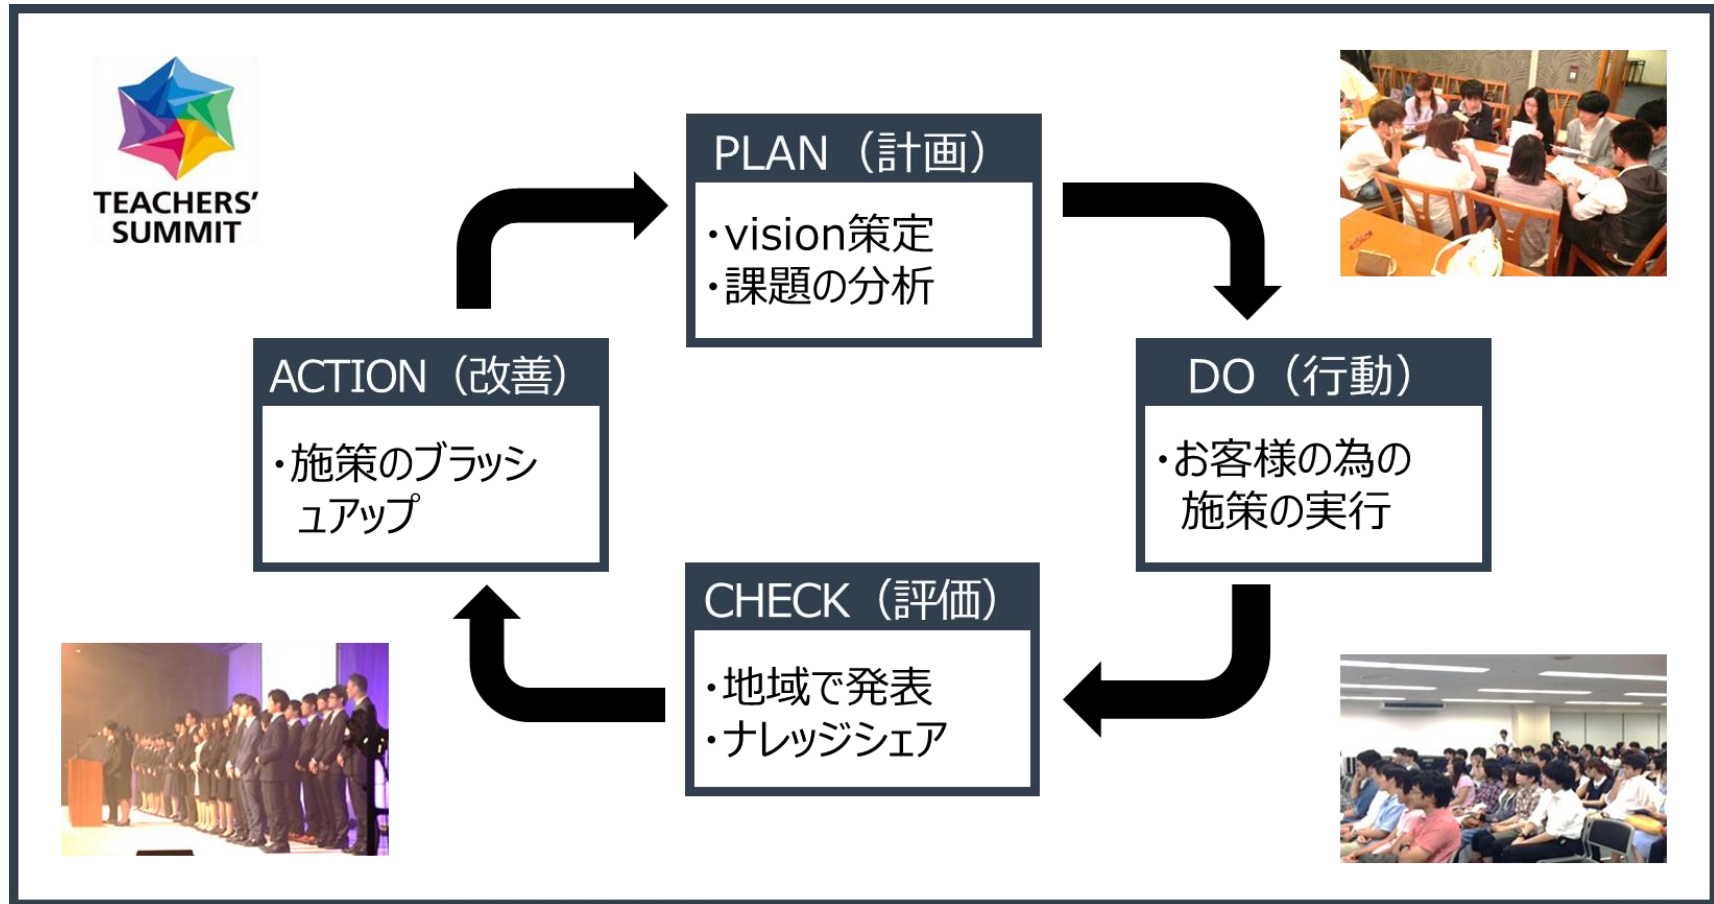 TEACHERS'
SUMMIT
PLAN（計画）
・vision策定
・課題の分析
DO（行動）
・お客様の為の
施策の実行
CHECK（評価）
・地域で発表
・ナレッジシェア
ACTION（改善）
・施策のブラッシ
ュアップ